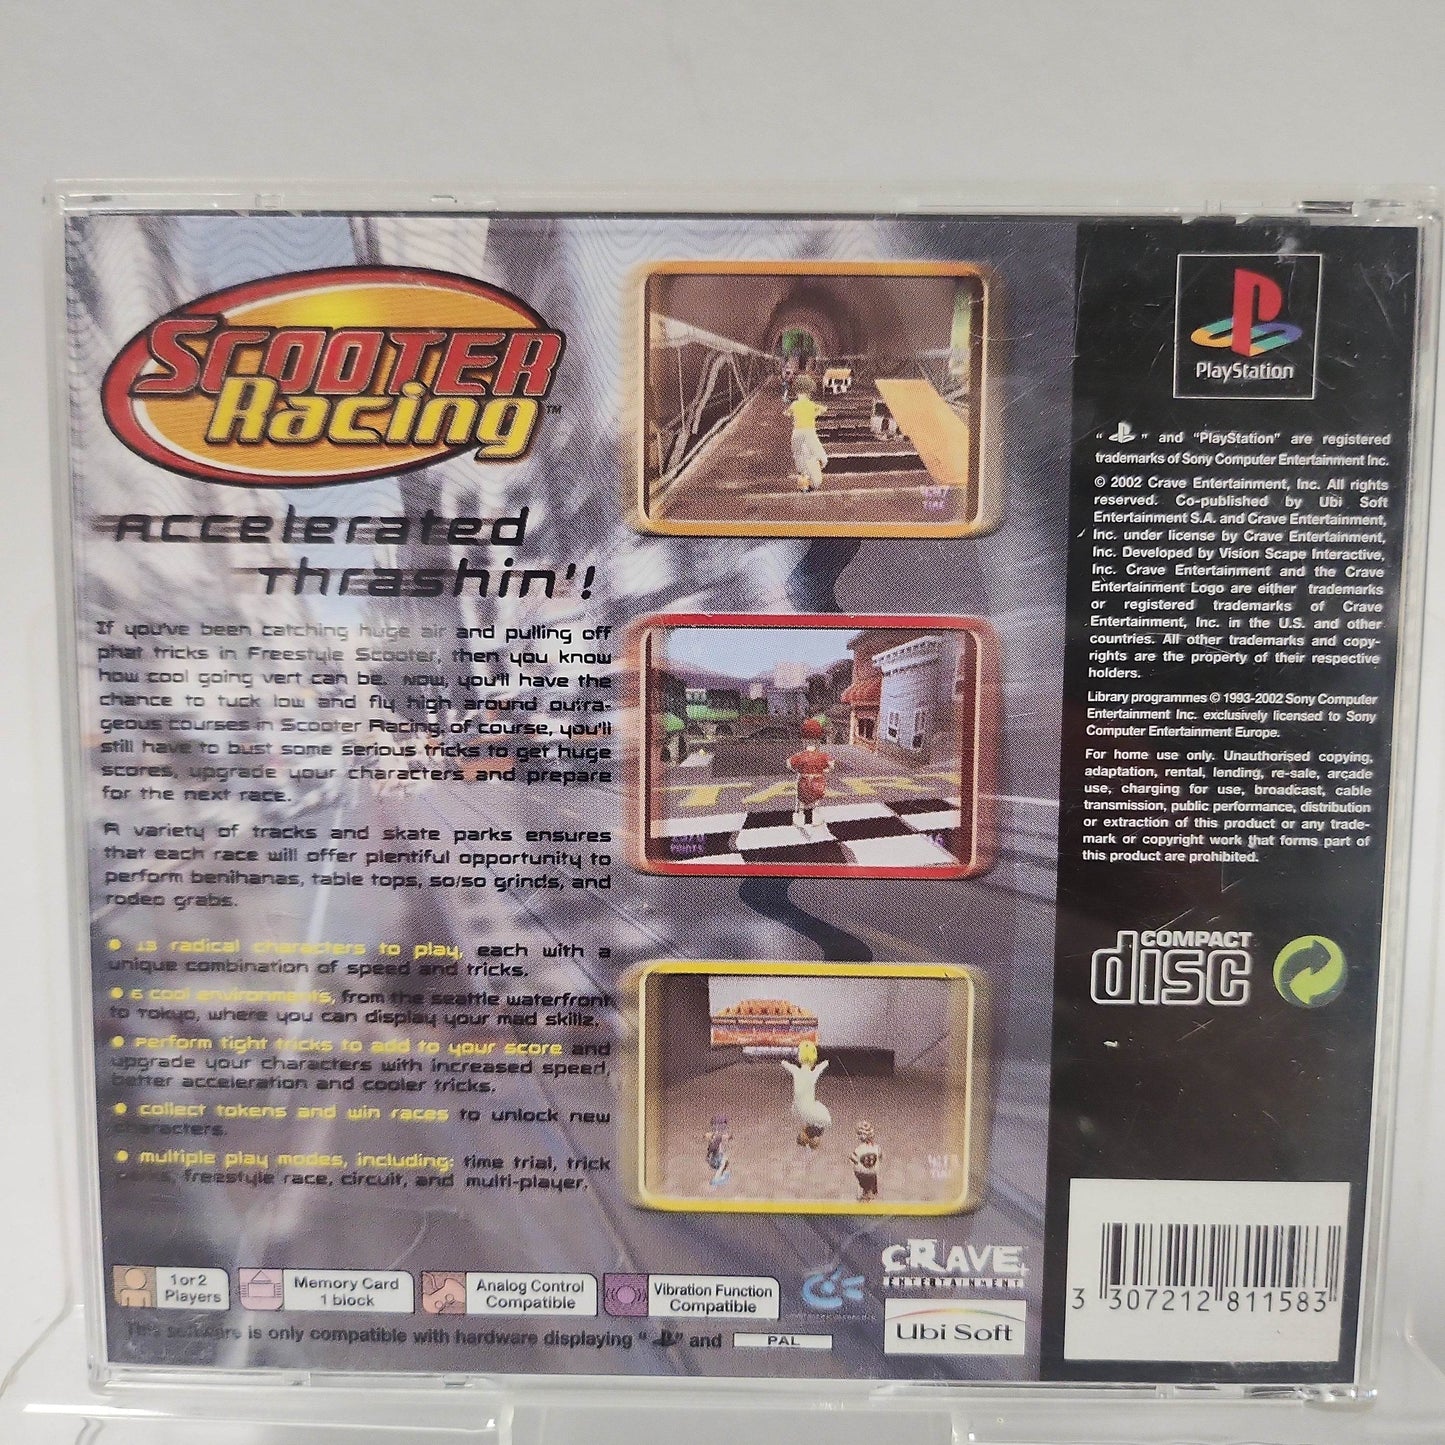 SCOOTER
Racing™
Accelerated
Thrashin'!
If you've been catching huge air and pulling off
phat tricks in Freestyle Scooter, then you know
how cool going vert can be. Now, you'll have the
chance to tuck low and fly high around outra-
geous courses in Scooter Racing. Of course, you'll
still have to bust some serious tricks to get huge
scores, upgrade your characters and prepare
for the next race.
A variety of tracks and skate parks ensures
that each race will offer plentiful opportunity to
perform benihanas, table tops, so/so grinds, and
rodeo grabs.
• 13 radical characters to play, each with a
unique combination of speed and tricks.
• 6 cool environments, from the Seattle waterfront
to Tokyo, where you can display your mad skillz.
• Perform tight tricks to add to your score and
upgrade your characters with increased speed,
better acceleration and cooler tricks.
• Collect tokens and win races to unlock new
characters.
• Multiple play modes, including: time trial, trick
freestyle race, circuit, and multi-player.
1 or 2
Players
Memory Card
1 block
Analog Control
Compatible
Vibration Function
Compatible
This software is only compatible with hardware displaying " " and PAL
CRAVE
ENTERTAINMENT
Ubi Soft
PlayStation
" " and "PlayStation" are registered
trademarks of Sony Computer Entertainment Inc.
© 2002 Crave Entertainment, Inc. All rights
reserved. Co-published by Ubi Soft
Entertainment S.A. and Crave Entertainment,
Inc. under license by Crave Entertainment,
Inc. Developed by Vision Scape Interactive,
Inc. Crave Entertainment and the Crave
Entertainment Logo are either trademarks
or registered trademarks of Crave
Entertainment, Inc. in the U.S. and other
countries. All other trademarks and copy-
rights are the property of their respective
holders.
Library programmes © 1993-2002 Sony Computer
Entertainment Inc. exclusively licensed to Sony
Computer Entertainment Europe.
For home use only. Unauthorised copying,
adaptation, rental, lending, re-sale, arcade
use, charging for use, broadcast, cable
transmission, public performance, distribution
or extraction of this product or any trade-
mark or copyright work that forms part of
this product are prohibited.
COMPACT
disc
3 307212 811583